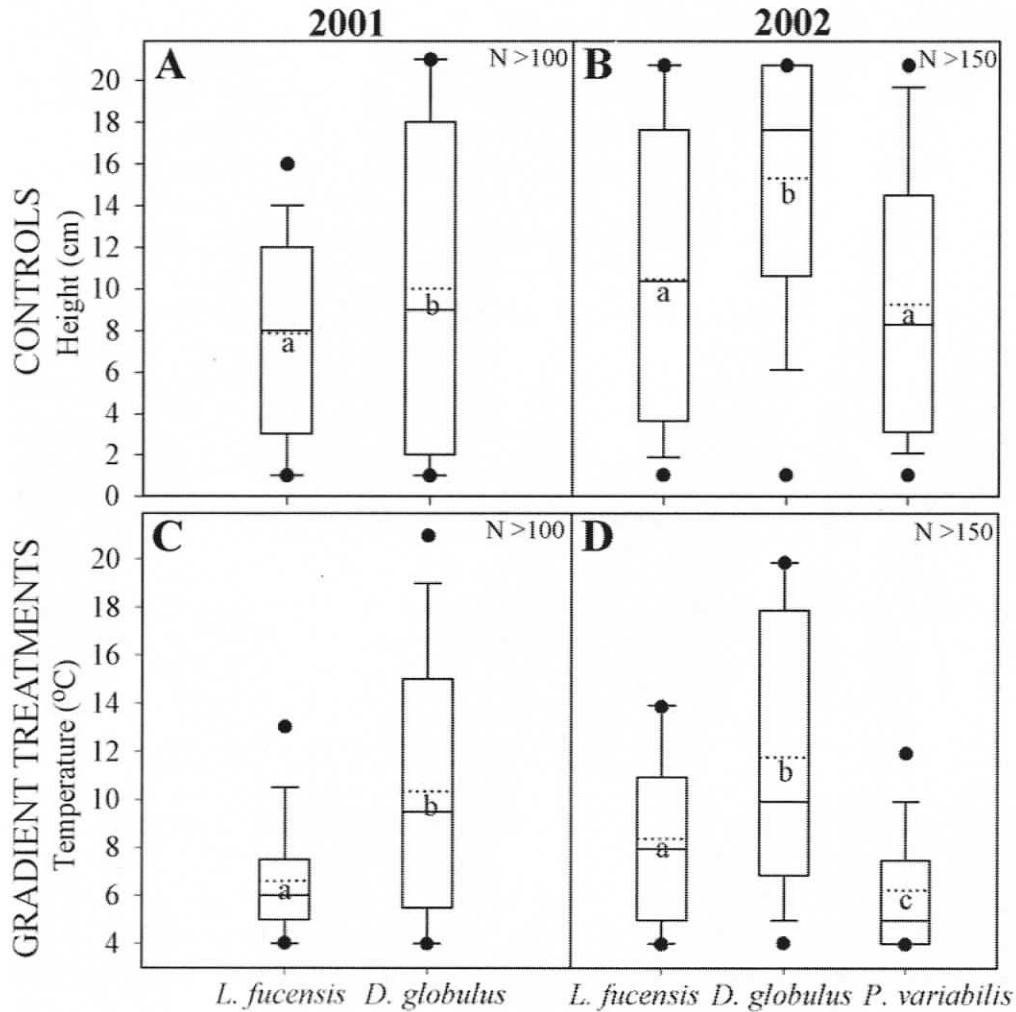 2001
2002
A
N >100
B
N >150
CONTROLS
Height (cm)
20
18
16
14
12
10
8
6
4
2
0
a
b
a
b
a
C
N >100
D
N >150
GRADIENT TREATMENTS
Temperature (ºC)
20
18
16
14
12
10
8
6
4
a
b
a
b
c
L. fucensis D. globulus
L. fucensis D. globulus P. variabilis